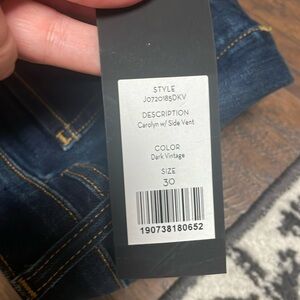 STYLE
J0720185DKV
DESCRIPTION
Carolyn w/ Side Vent
COLOR
Dark Vintage
SIZE
30
190738180652